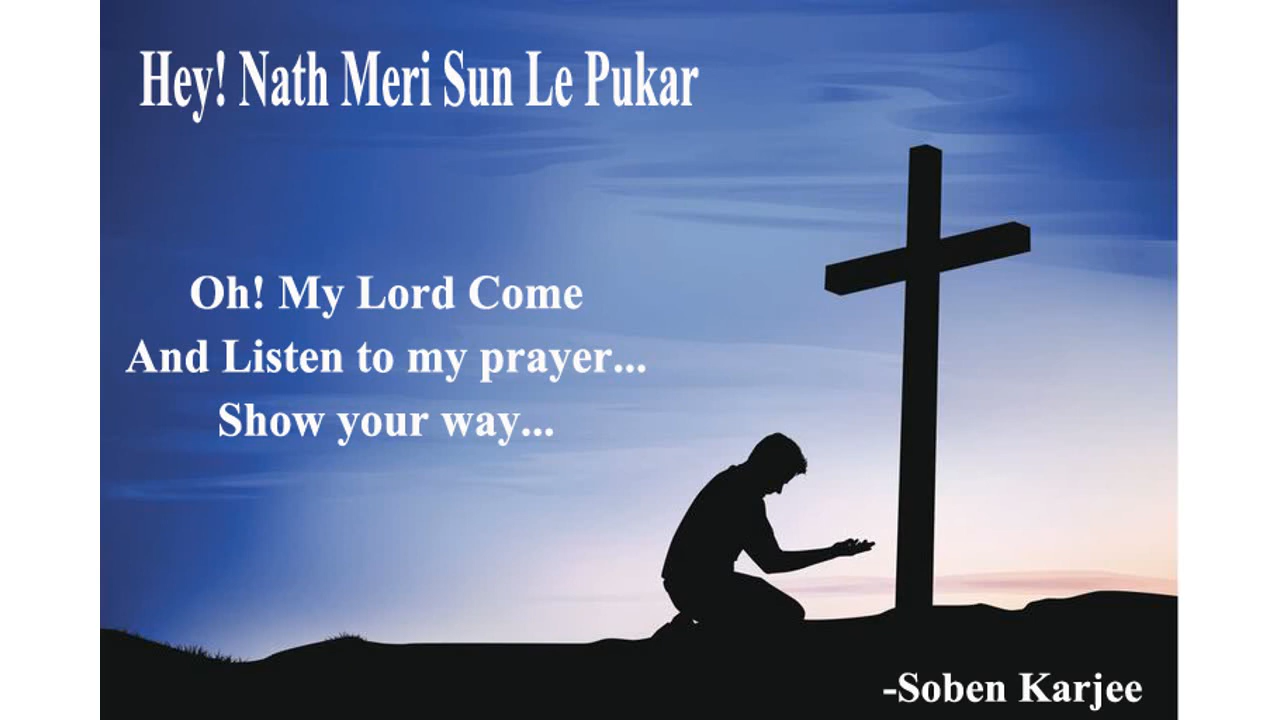 Hey! Nath Meri Sun Le Pukar
Oh! My Lord Come
And Listen to my prayer...
Show your way...
-Soben Karjee